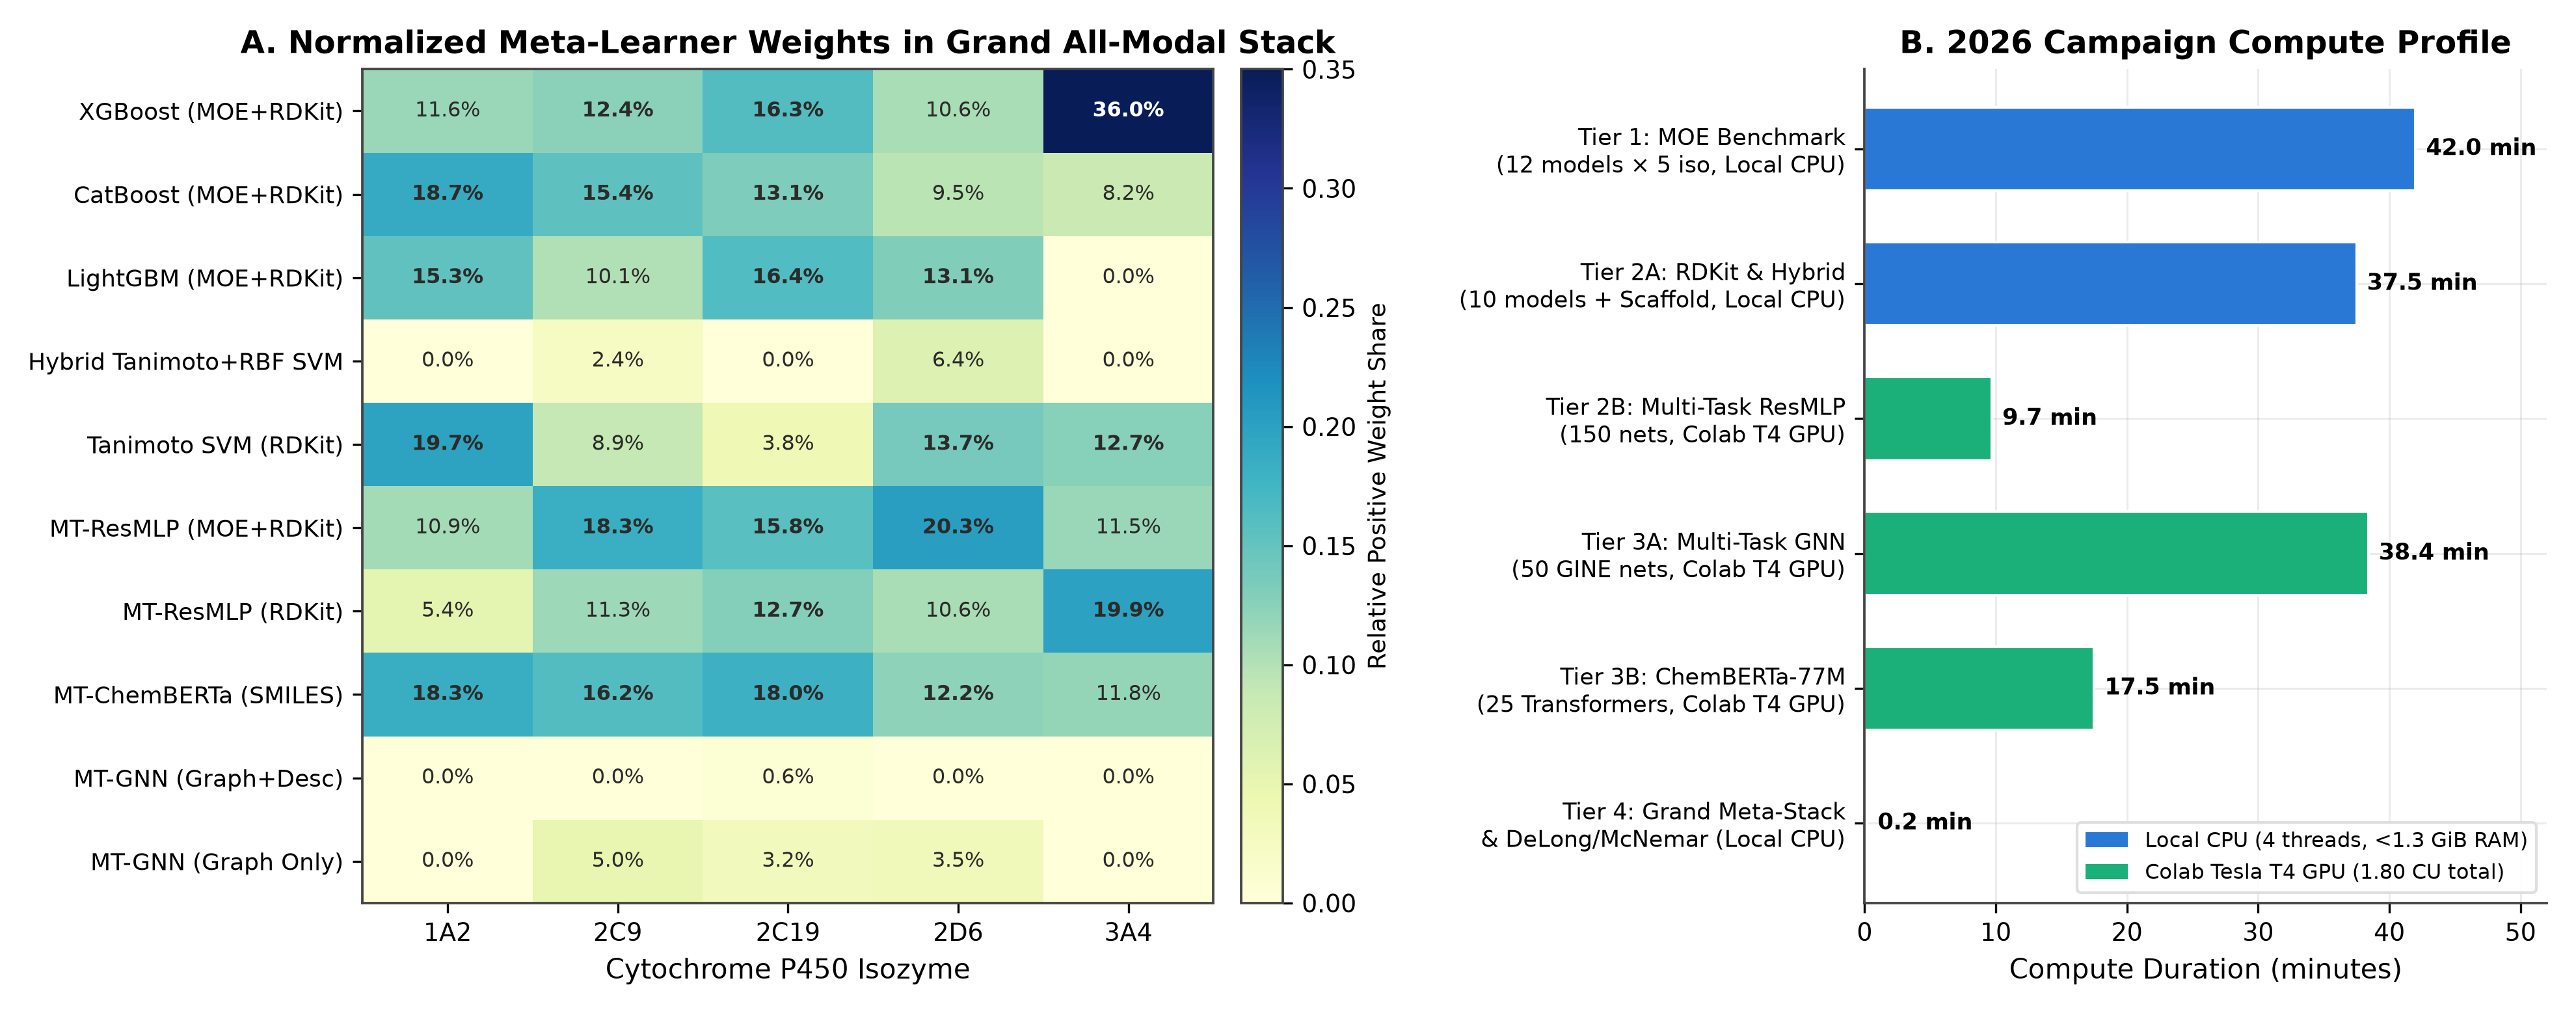 A. Normalized Meta-Learner Weights in Grand All-Modal Stack
XGBoost (MOE+RDKit) 11.6% 12.4% 16.3% 10.6% 36.0%
CatBoost (MOE+RDKit) 18.7% 15.4% 13.1% 9.5% 8.2%
LightGBM (MOE+RDKit) 15.3% 10.1% 16.4% 13.1% 0.0%
Hybrid Tanimoto+RBF SVM 0.0% 2.4% 0.0% 6.4% 0.0%
Tanimoto SVM (RDKit) 19.7% 8.9% 3.8% 13.7% 12.7%
MT-ResMLP (MOE+RDKit) 10.9% 18.3% 15.8% 20.3% 11.5%
MT-ResMLP (RDKit) 5.4% 11.3% 12.7% 10.6% 19.9%
MT-ChemBERTa (SMILES) 18.3% 16.2% 18.0% 12.2% 11.8%
MT-GNN (Graph+Desc) 0.0% 0.0% 0.6% 0.0% 0.0%
MT-GNN (Graph Only) 0.0% 5.0% 3.2% 3.5% 0.0%
1A2 2C9 2C19 2D6 3A4
Cytochrome P450 Isozyme
0.35
0.30
0.25
0.20
0.15
0.10
0.05
0.00
Relative Positive Weight Share
B. 2026 Campaign Compute Profile
Tier 1: MOE Benchmark
(12 models × 5 iso, Local CPU)
42.0 min
Tier 2A: RDKit & Hybrid
(10 models + Scaffold, Local CPU)
37.5 min
Tier 2B: Multi-Task ResMLP
(150 nets, Colab T4 GPU)
9.7 min
Tier 3A: Multi-Task GNN
(50 GINE nets, Colab T4 GPU)
38.4 min
Tier 3B: ChemBERTa-77M
(25 Transformers, Colab T4 GPU)
17.5 min
Tier 4: Grand Meta-Stack
& DeLong/McNemar (Local CPU)
0.2 min
Local CPU (4 threads, <1.3 GiB RAM)
Colab Tesla T4 GPU (1.80 CU total)
0 10 20 30 40 50
Compute Duration (minutes)